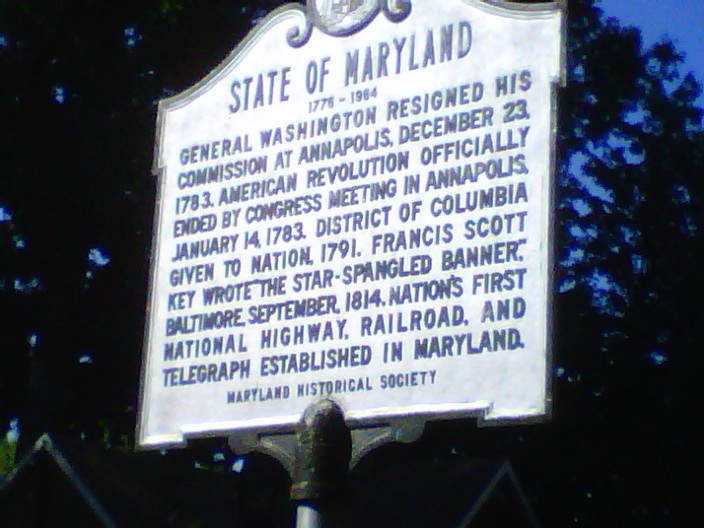 STATE OF MARYLAND
1776 - 1964
GENERAL WASHINGTON RESIGNED HIS
COMMISSION AT ANNAPOLIS, DECEMBER 23,
1783. AMERICAN REVOLUTION OFFICIALLY
ENDED BY CONGRESS MEETING IN ANNAPOLIS,
JANUARY 14, 1783. DISTRICT OF COLUMBIA
GIVEN TO NATION, 1791. FRANCIS SCOTT
KEY WROTE "THE STAR-SPANGLED BANNER".
BALTIMORE, SEPTEMBER, 1814. NATION'S FIRST
NATIONAL HIGHWAY, RAILROAD, AND
TELEGRAPH ESTABLISHED IN MARYLAND.
MARYLAND HISTORICAL SOCIETY